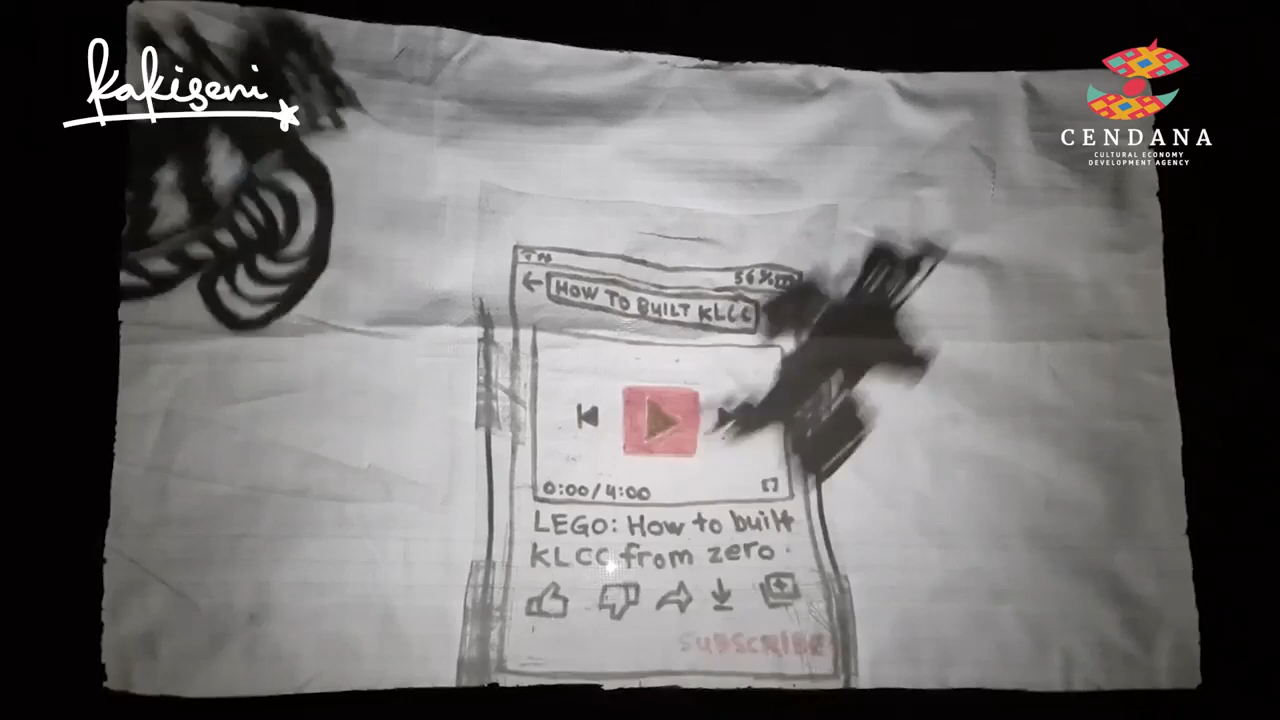 kakiseni
CENDANA
CULTURAL ECONOMY
DEVELOPMENT AGENCY
56%
HOW TO BUILT KLCC
0:00/4:00
LEGO: How to built
KLCC from zero
SUBSCRIBE